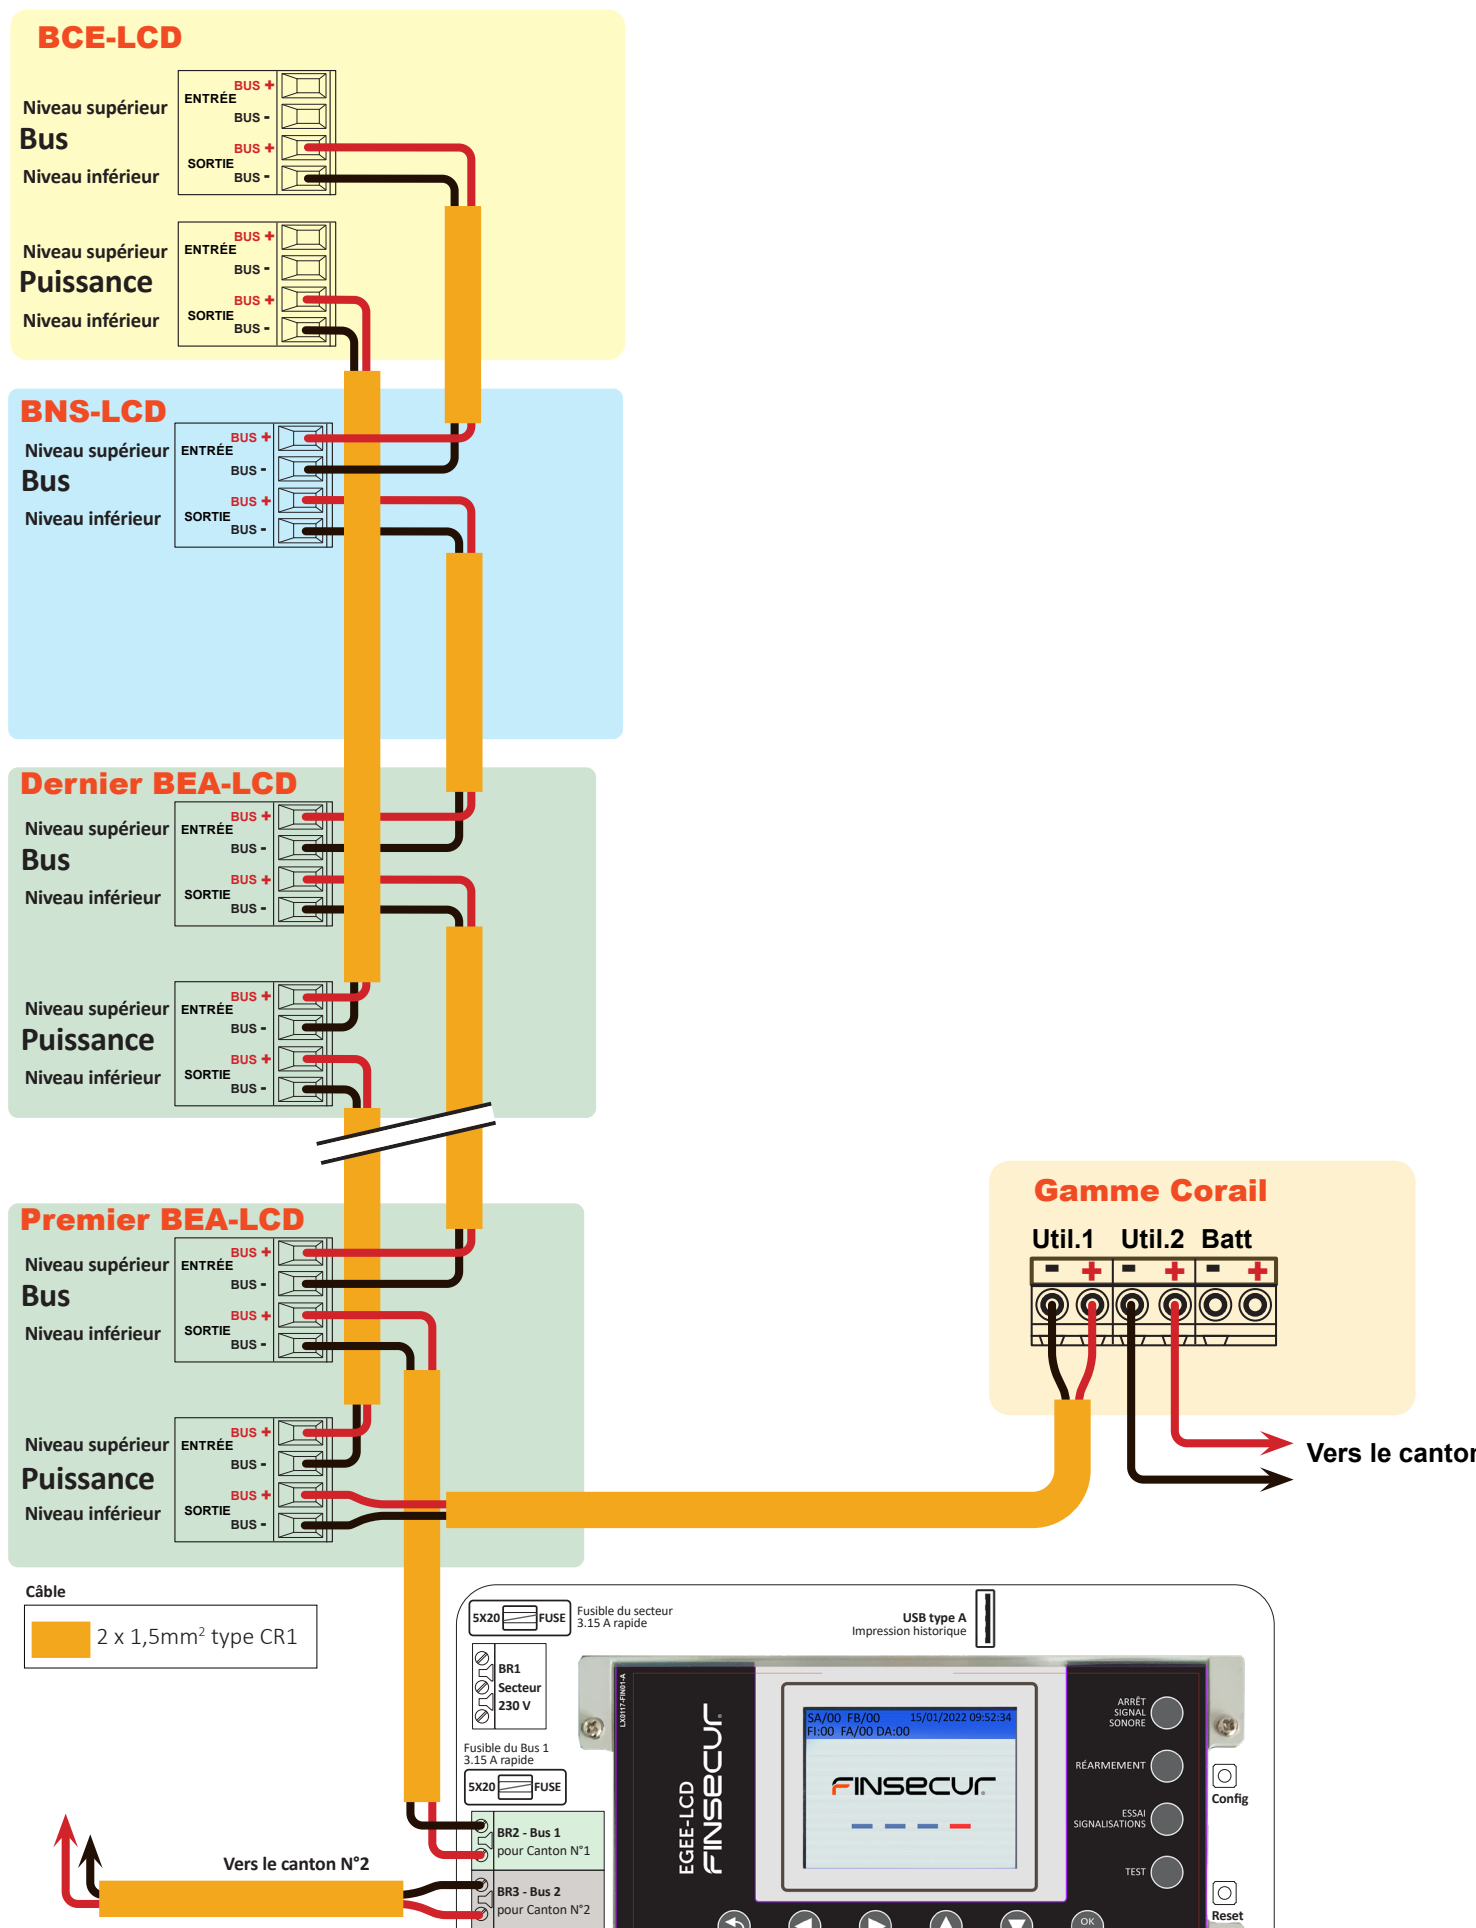 BCE-LCD
Niveau supérieur
Bus
Niveau inférieur
ENTRÉE
BUS +
BUS -
SORTIE
BUS +
BUS -
Niveau supérieur
Puissance
Niveau inférieur
ENTRÉE
BUS +
BUS -
SORTIE
BUS +
BUS -
BNS-LCD
Niveau supérieur
Bus
Niveau inférieur
ENTRÉE
BUS +
BUS -
SORTIE
BUS +
BUS -
Dernier BEA-LCD
Niveau supérieur
Bus
Niveau inférieur
ENTRÉE
BUS +
BUS -
SORTIE
BUS +
BUS -
Niveau supérieur
Puissance
Niveau inférieur
ENTRÉE
BUS +
BUS -
SORTIE
BUS +
BUS -
Premier BEA-LCD
Niveau supérieur
Bus
Niveau inférieur
ENTRÉE
BUS +
BUS -
SORTIE
BUS +
BUS -
Niveau supérieur
Puissance
Niveau inférieur
ENTRÉE
BUS +
BUS -
SORTIE
BUS +
BUS -
Gamme Corail
Util.1 Util.2 Batt
- + - + - +
Vers le canton
Câble
2 x 1,5mm² type CR1
5X20 FUSE
Fusible du secteur
3.15 A rapide
USB type A
Impression historique
BR1
Secteur
230 V
Fusible du Bus 1
3.15 A rapide
5X20 FUSE
BR2 - Bus 1
pour Canton N°1
BR3 - Bus 2
pour Canton N°2
Vers le canton N°2
LX0117-FIN01-A
EGEE-LCD
FINSECUR
SA/00 FB/00 15/01/2022 09:52:34
FI:00 FA/00 DA:00
FINSECUR
ARRÊT
SIGNAL
SONORE
RÉARMEMENT
ESSAI
SIGNALISATIONS
TEST
OK
Config
Reset